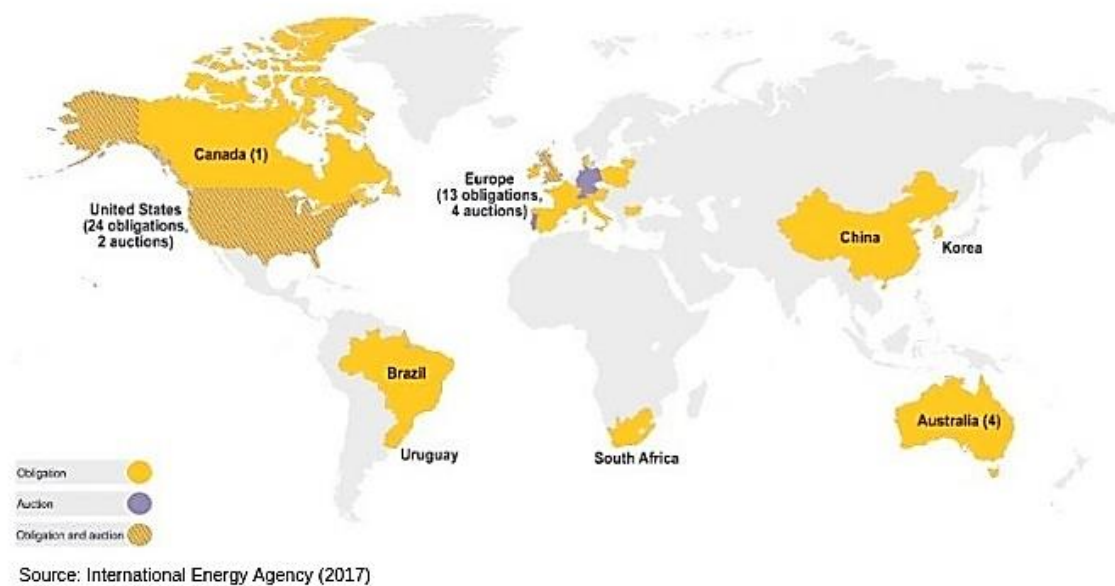 Canada (1)
United States
(24 obligations,
2 auctions)
Europe
(13 obligations,
4 auctions)
China
Korea
Brazil
Uruguay
South Africa
Australia (4)
Obligation
Auction
Obligation and auction
Source: International Energy Agency (2017)